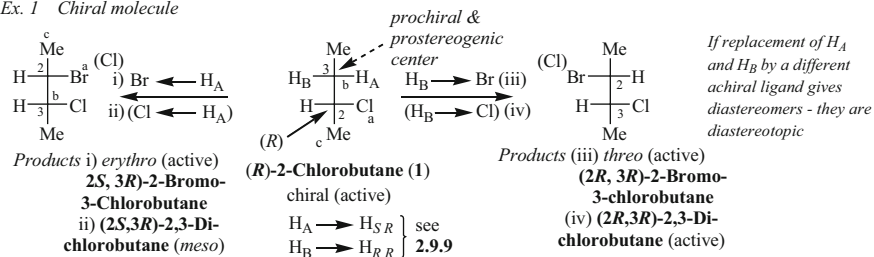 Ex. 1 Chiral molecule
prochiral &
prostereogenic
center
c
Me
(Cl)
H 2 Br a
b
H 3 Cl
Me
i) Br ← H_A
ii) (Cl ← H_A)
Products i) erythro (active)
2S, 3R)-2-Bromo-
3-Chlorobutane
ii) (2S,3R)-2,3-Di-
chlorobutane (meso)
Me
H_B 3 H_A
b
H 2 Cl
a
c Me
(R)
(R)-2-Chlorobutane (1)
chiral (active)
H_A → H_SR } see
H_B → H_RR } 2.9.9
H_B → Br (iii)
(H_B → Cl) (iv)
Me
(Cl)
Br 2 H
H 3 Cl
Me
Products (iii) threo (active)
(2R, 3R)-2-Bromo-
3-chlorobutane
(iv) (2R,3R)-2,3-Di-
chlorobutane (active)
If replacement of H_A
and H_B by a different
achiral ligand gives
diastereomers - they are
diastereotopic